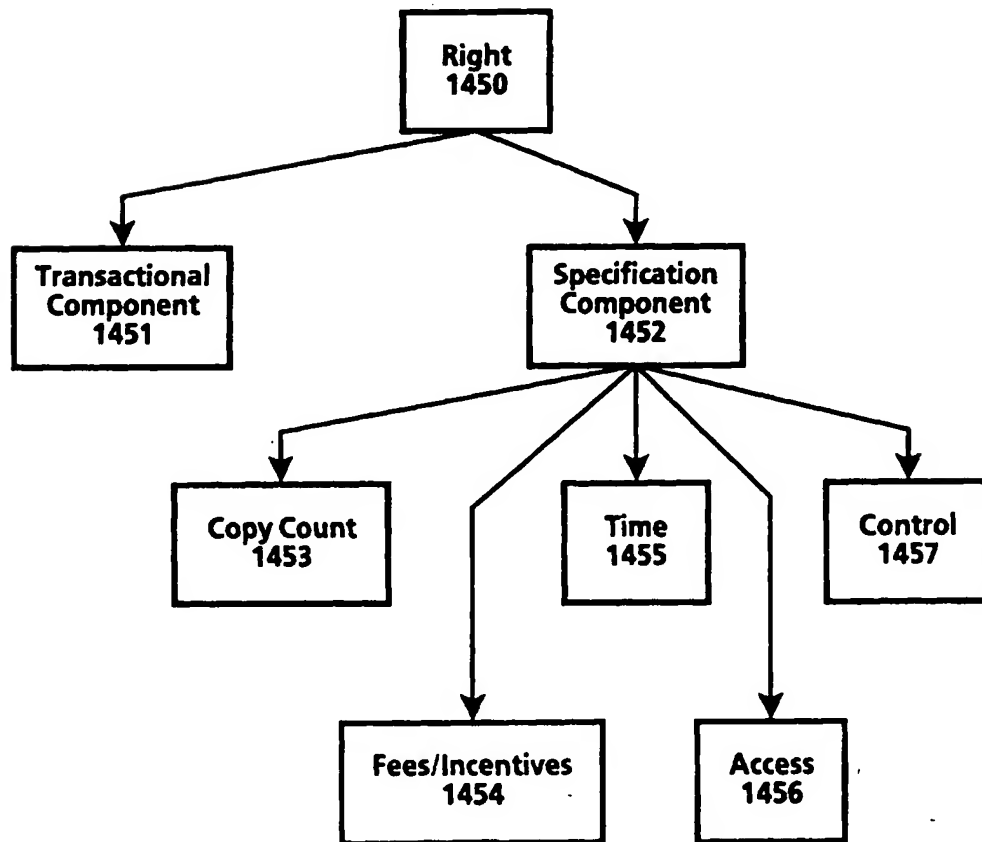 Right
1450
Transactional
Component
1451
Specification
Component
1452
Copy Count
1453
Time
1455
Control
1457
Fees/Incentives
1454
Access
1456